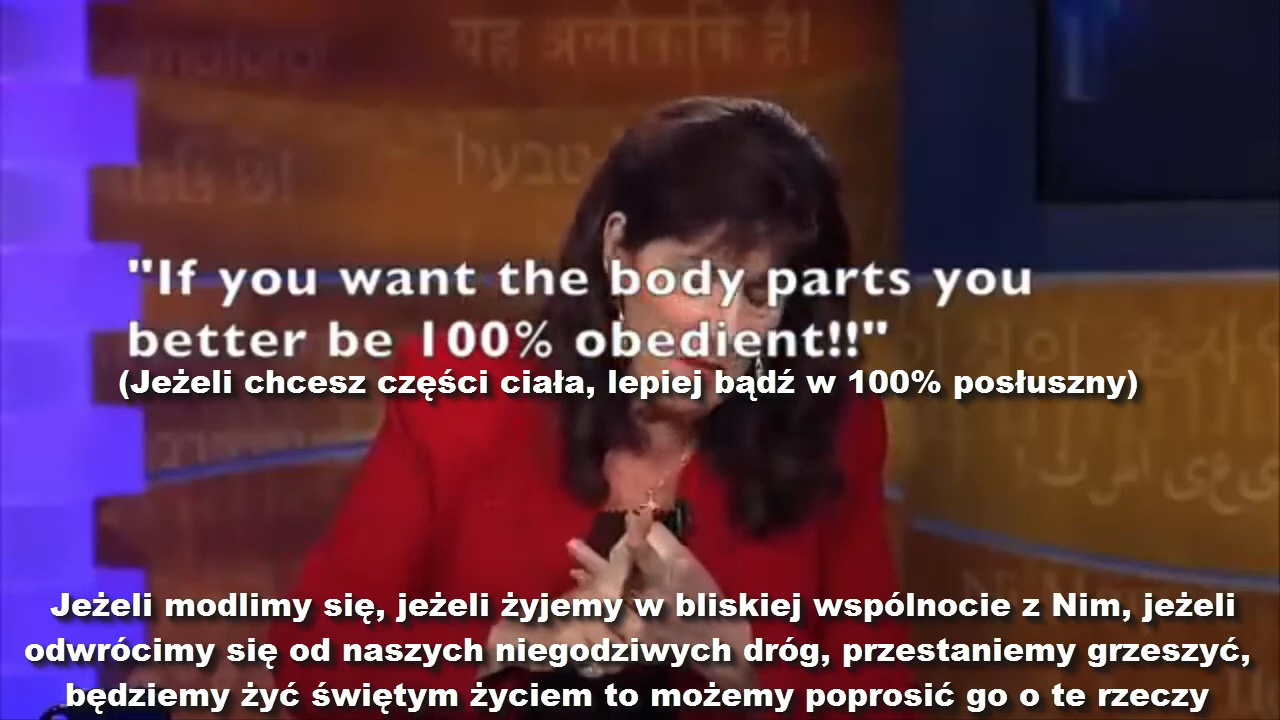 यह अलौकिक है!
"If you want the body parts you
better be 100% obedient!!"
(Jeżeli chcesz części ciała, lepiej bądź w 100% posłuszny)
Jeżeli modlimy się, jeżeli żyjemy w bliskiej wspólnocie z Nim, jeżeli
odwrócimy się od naszych niegodziwych dróg, przestaniemy grzeszyć,
będziemy żyć świętym życiem to możemy poprosić go o te rzeczy